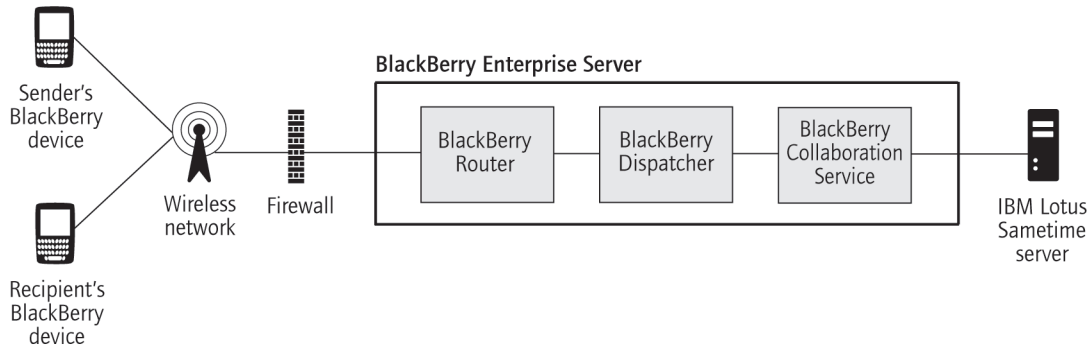 Sender's
BlackBerry
device
Recipient's
BlackBerry
device
Wireless
network
Firewall
BlackBerry Enterprise Server
BlackBerry
Router
BlackBerry
Dispatcher
BlackBerry
Collaboration
Service
IBM Lotus
Sametime
server